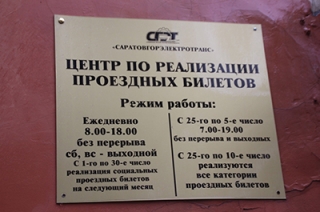 СГЭТ
«САРАТОВГОРЭЛЕКТРОТРАНС»
ЦЕНТР ПО РЕАЛИЗАЦИИ
ПРОЕЗДНЫХ БИЛЕТОВ
Режим работы:
Ежедневно
8.00-18.00
без перерыва
сб, вс - выходной
С 1-го по 30-е число
реализация социальных
проездных билетов
на следующий месяц
С 25-го по 5-е число
7.00-19.00
без перерыва и выходных
С 25-го по 10-е число
реализуются
все категории
проездных билетов